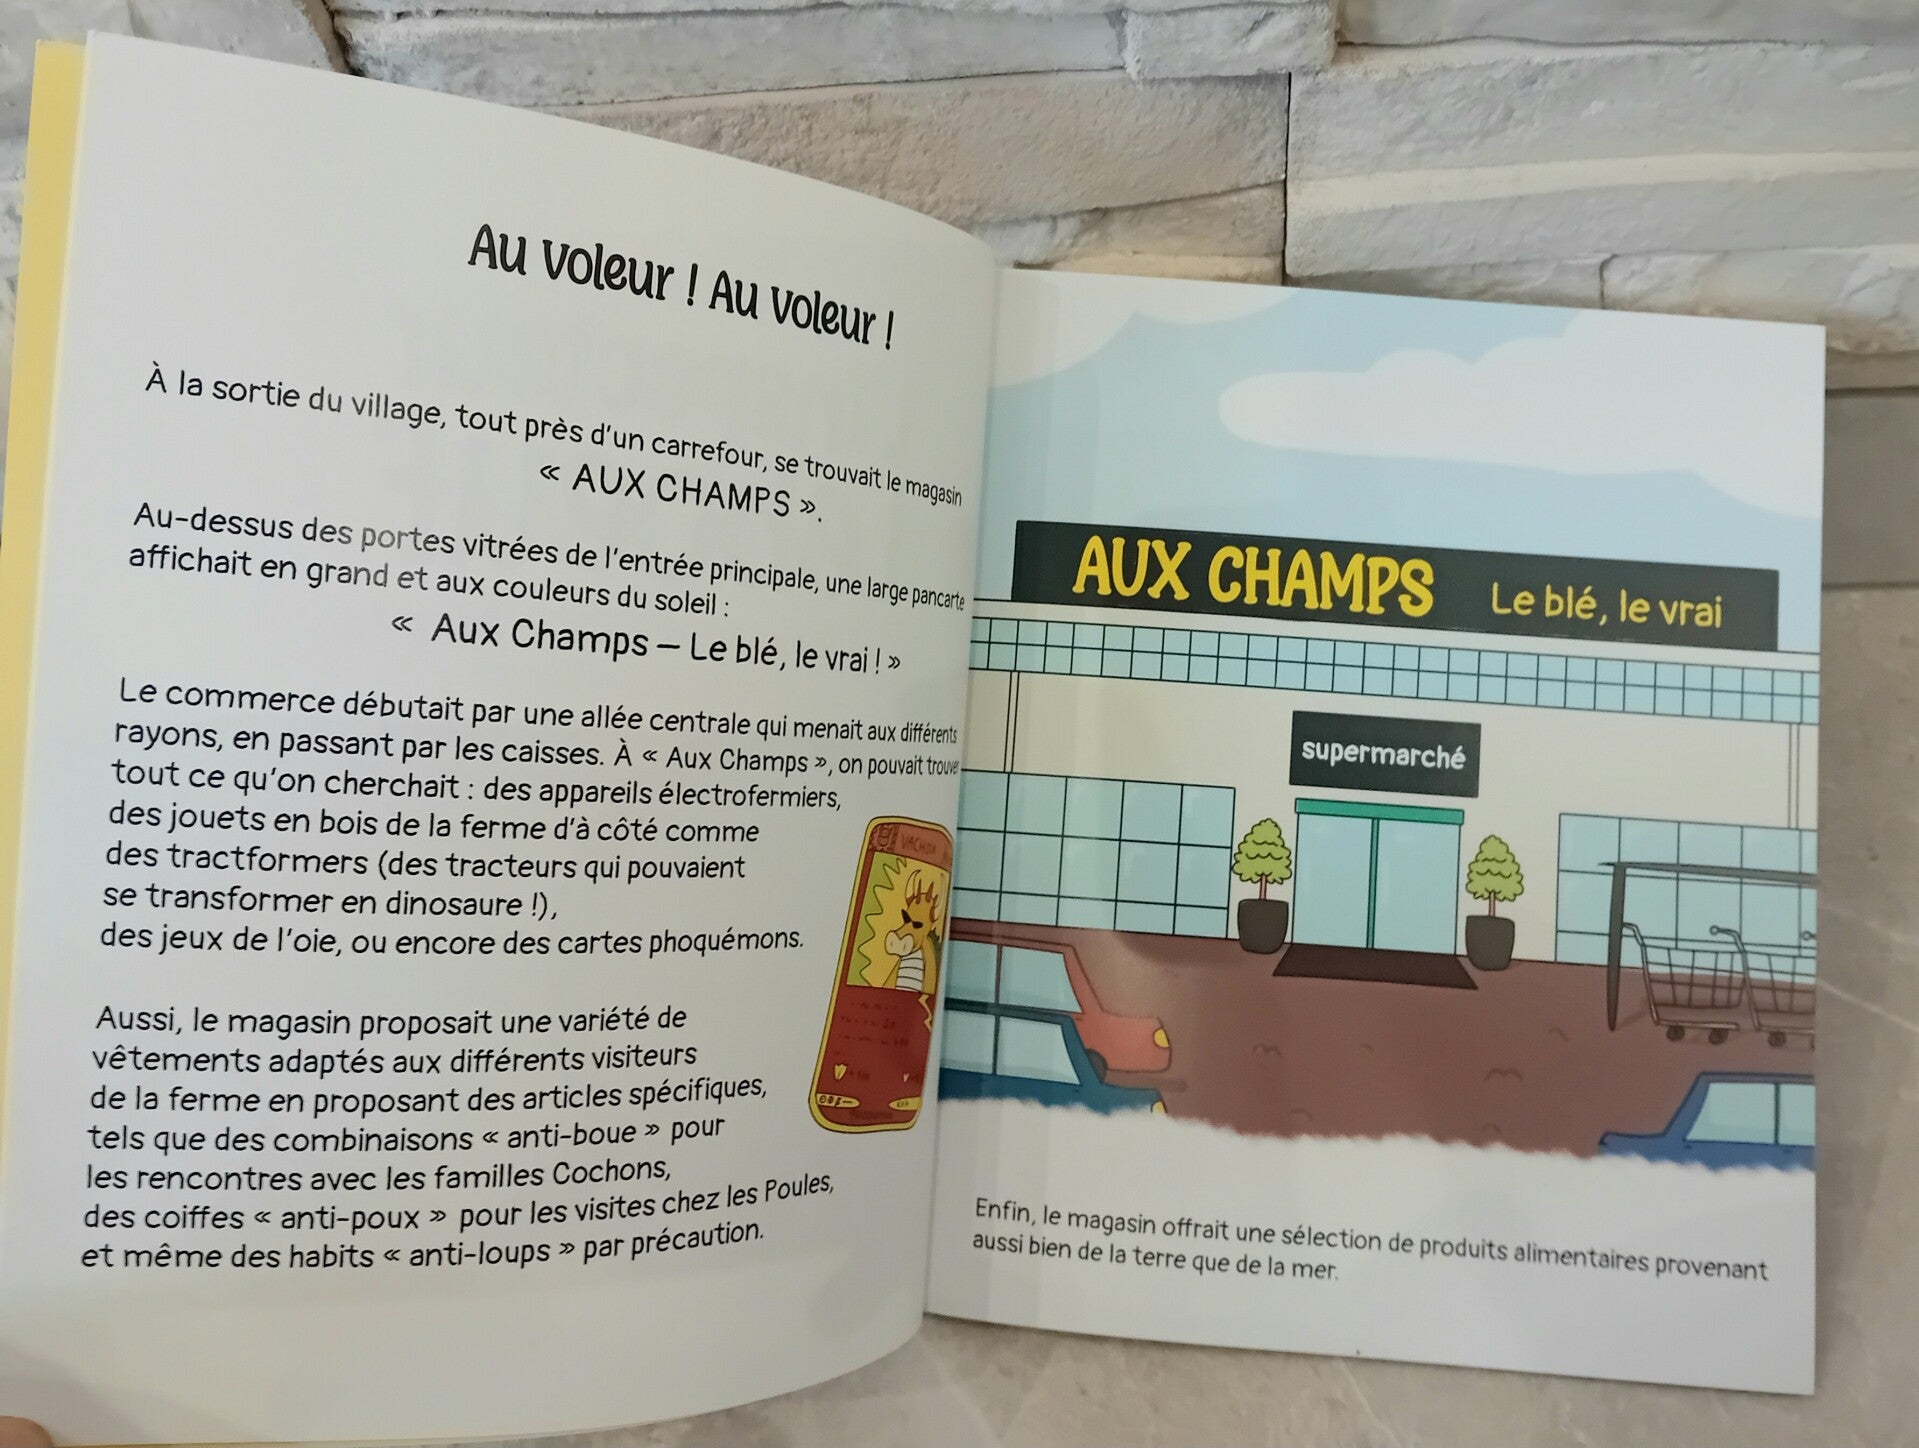 Au voleur ! Au voleur !
À la sortie du village, tout près d'un carrefour, se trouvait le magasin
« AUX CHAMPS ».
Au-dessus des portes vitrées de l'entrée principale, une large pancarte
affichait en grand et aux couleurs du soleil :
« Aux Champs – Le blé, le vrai ! »
Le commerce débutait par une allée centrale qui menait aux différents
rayons, en passant par les caisses. À « Aux Champs », on pouvait trouver
tout ce qu'on cherchait : des appareils électrofermiers,
des jouets en bois de la ferme d'à côté comme
des tractformers (des tracteurs qui pouvaient
se transformer en dinosaure !),
des jeux de l'oie, ou encore des cartes phoquémons.
Aussi, le magasin proposait une variété de
vêtements adaptés aux différents visiteurs
de la ferme en proposant des articles spécifiques,
tels que des combinaisons « anti-boue » pour
les rencontres avec les familles Cochons,
des coiffes « anti-poux » pour les visites chez les Poules,
et même des habits « anti-loups » par précaution.
AUX CHAMPS Le blé, le vrai
supermarché
Enfin, le magasin offrait une sélection de produits alimentaires provenant
aussi bien de la terre que de la mer.